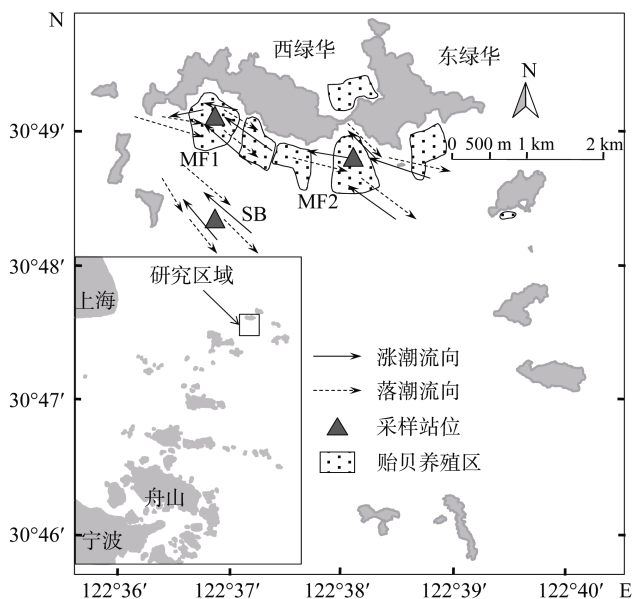 N
西绿华
东绿华
N
30°49′
0 500 m 1 km 2 km
MF1
MF2
SB
30°48′
研究区域
上海
涨潮流向
落潮流向
30°47′
采样站位
贻贝养殖区
舟山
宁波
30°46′
122°36′ 122°37′ 122°38′ 122°39′ 122°40′ E